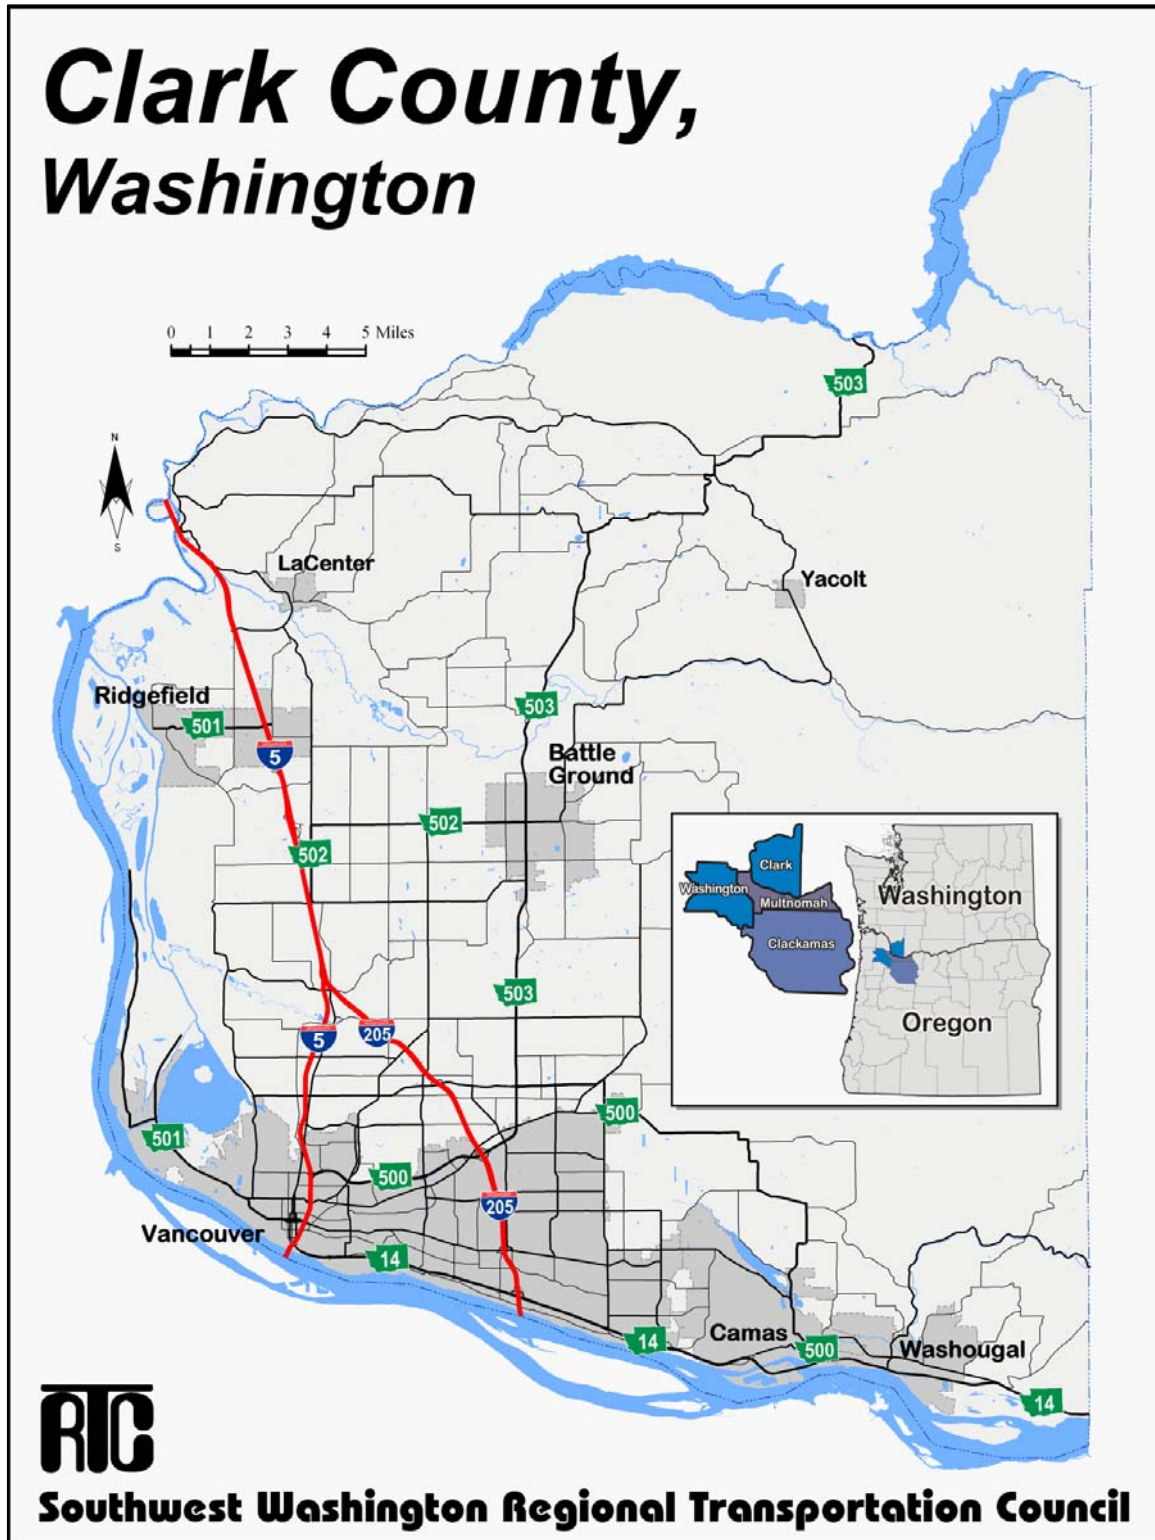 Clark County,
Washington
0 1 2 3 4 5 Miles
503
N
S
LaCenter
Yacolt
Ridgefield
501
503
5
Battle
Ground
502
502
Clark
Washington
Multnomah
Clackamas
Washington
Oregon
503
5
205
500
501
500
205
Vancouver
14
Camas
14
500
Washougal
14
RTC
Southwest Washington Regional Transportation Council